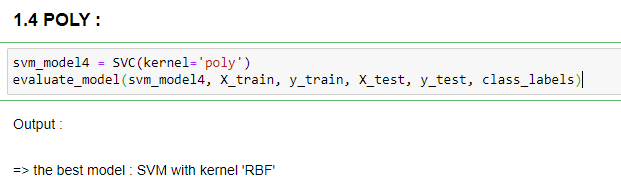 1.4 POLY :
svm_model4 = SVC(kernel='poly')
evaluate_model(svm_model4, X_train, y_train, X_test, y_test, class_labels)
Output :
=> the best model : SVM with kernel 'RBF'